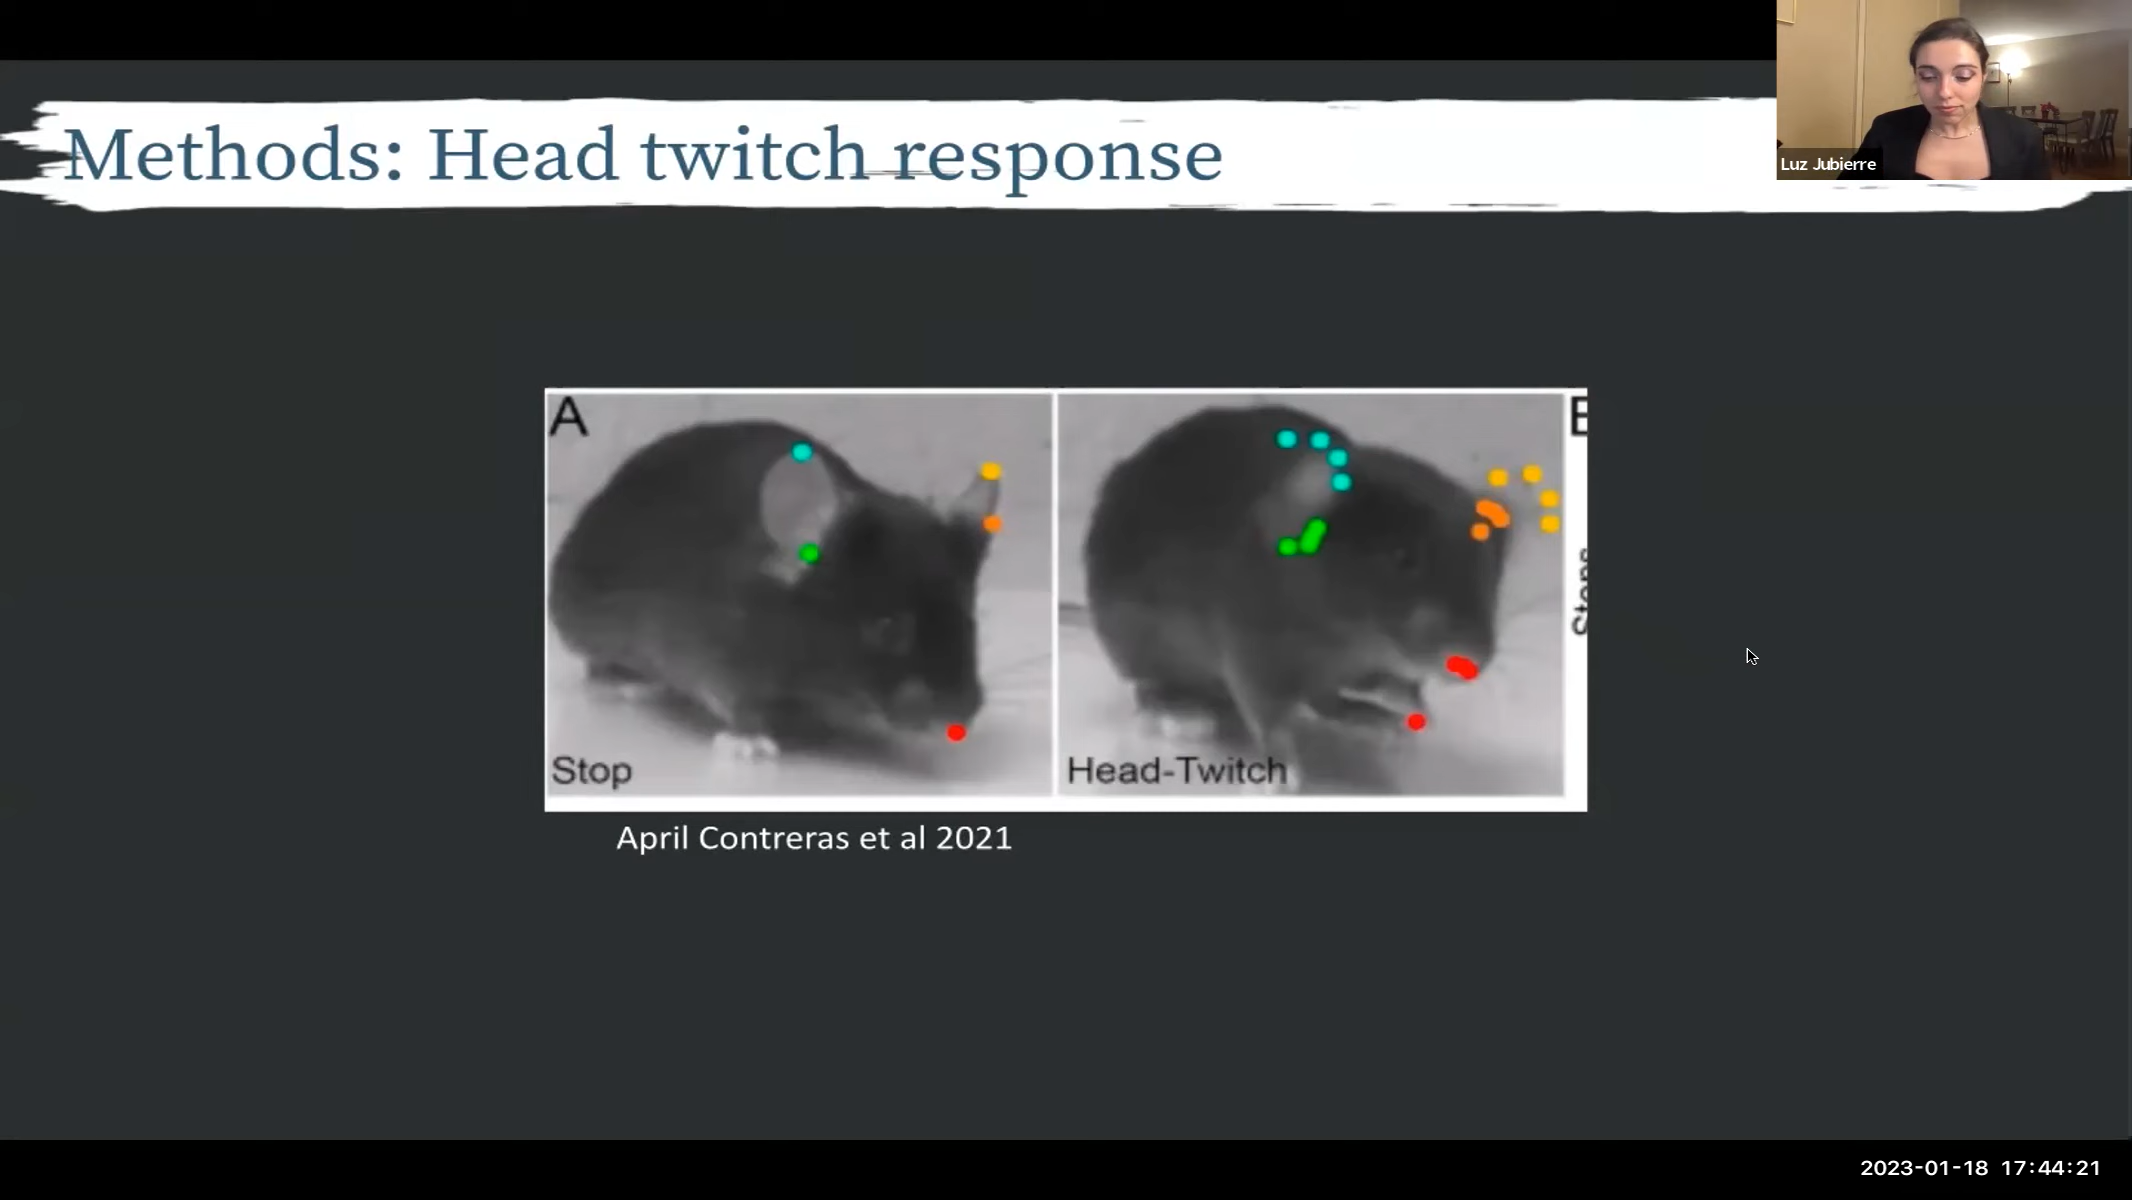 Methods: Head twitch response
Luz Jubierre
A
Stop
Head-Twitch
Stops
April Contreras et al 2021
2023-01-18 17:44:21